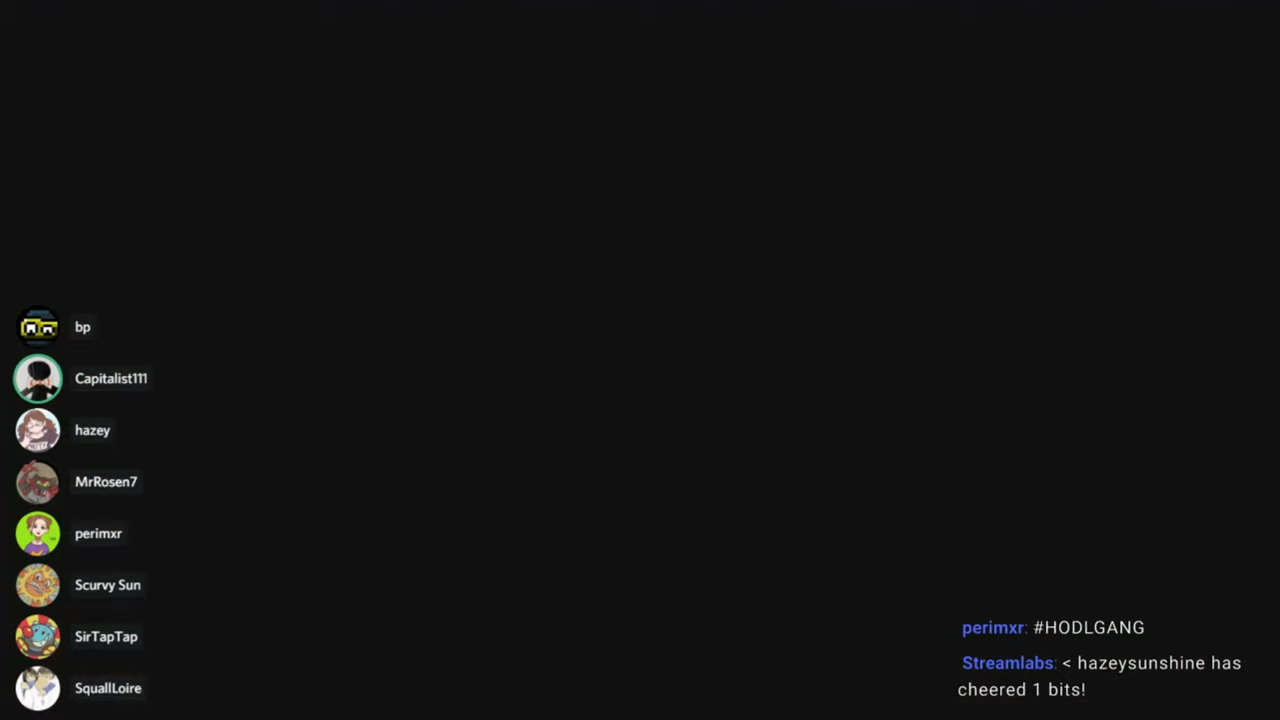 bp
Capitalist111
hazey
MrRosen7
perimxr
Scurvy Sun
SirTapTap
SquallLoire
perimxr: #HODLGANG
Streamlabs: < hazeysunshine has
cheered 1 bits!